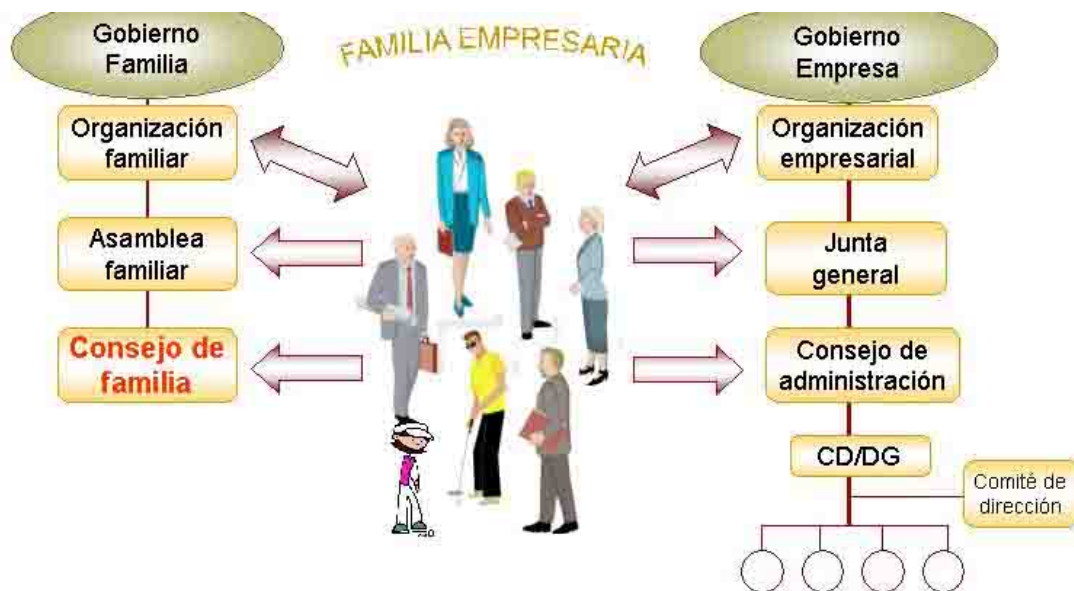 Gobierno
Familia
FAMILIA EMPRESARIA
Gobierno
Empresa
Organización
familiar
Organización
empresarial
Asamblea
familiar
Junta
general
Consejo de
familia
Consejo de
administración
CD/DG
Comité de
dirección